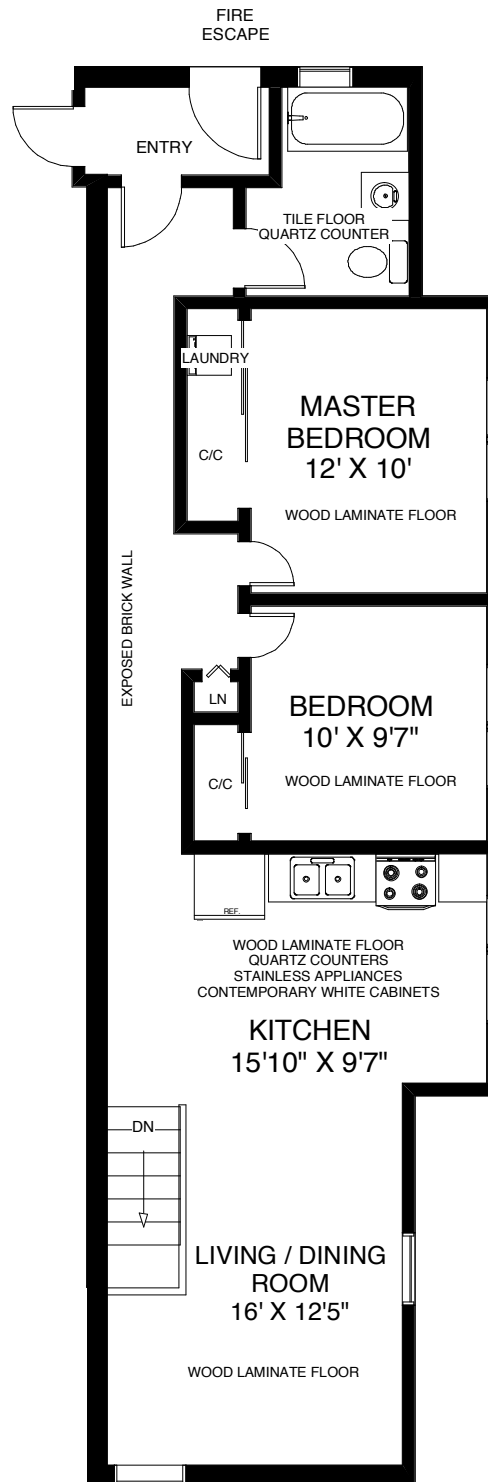 FIRE
ESCAPE
ENTRY
TILE FLOOR
QUARTZ COUNTER
LAUNDRY
MASTER
BEDROOM
12' X 10'
C/C
WOOD LAMINATE FLOOR
EXPOSED BRICK WALL
LN
BEDROOM
10' X 9'7"
C/C
WOOD LAMINATE FLOOR
REF.
WOOD LAMINATE FLOOR
QUARTZ COUNTERS
STAINLESS APPLIANCES
CONTEMPORARY WHITE CABINETS
KITCHEN
15'10" X 9'7"
DN
LIVING / DINING
ROOM
16' X 12'5"
WOOD LAMINATE FLOOR